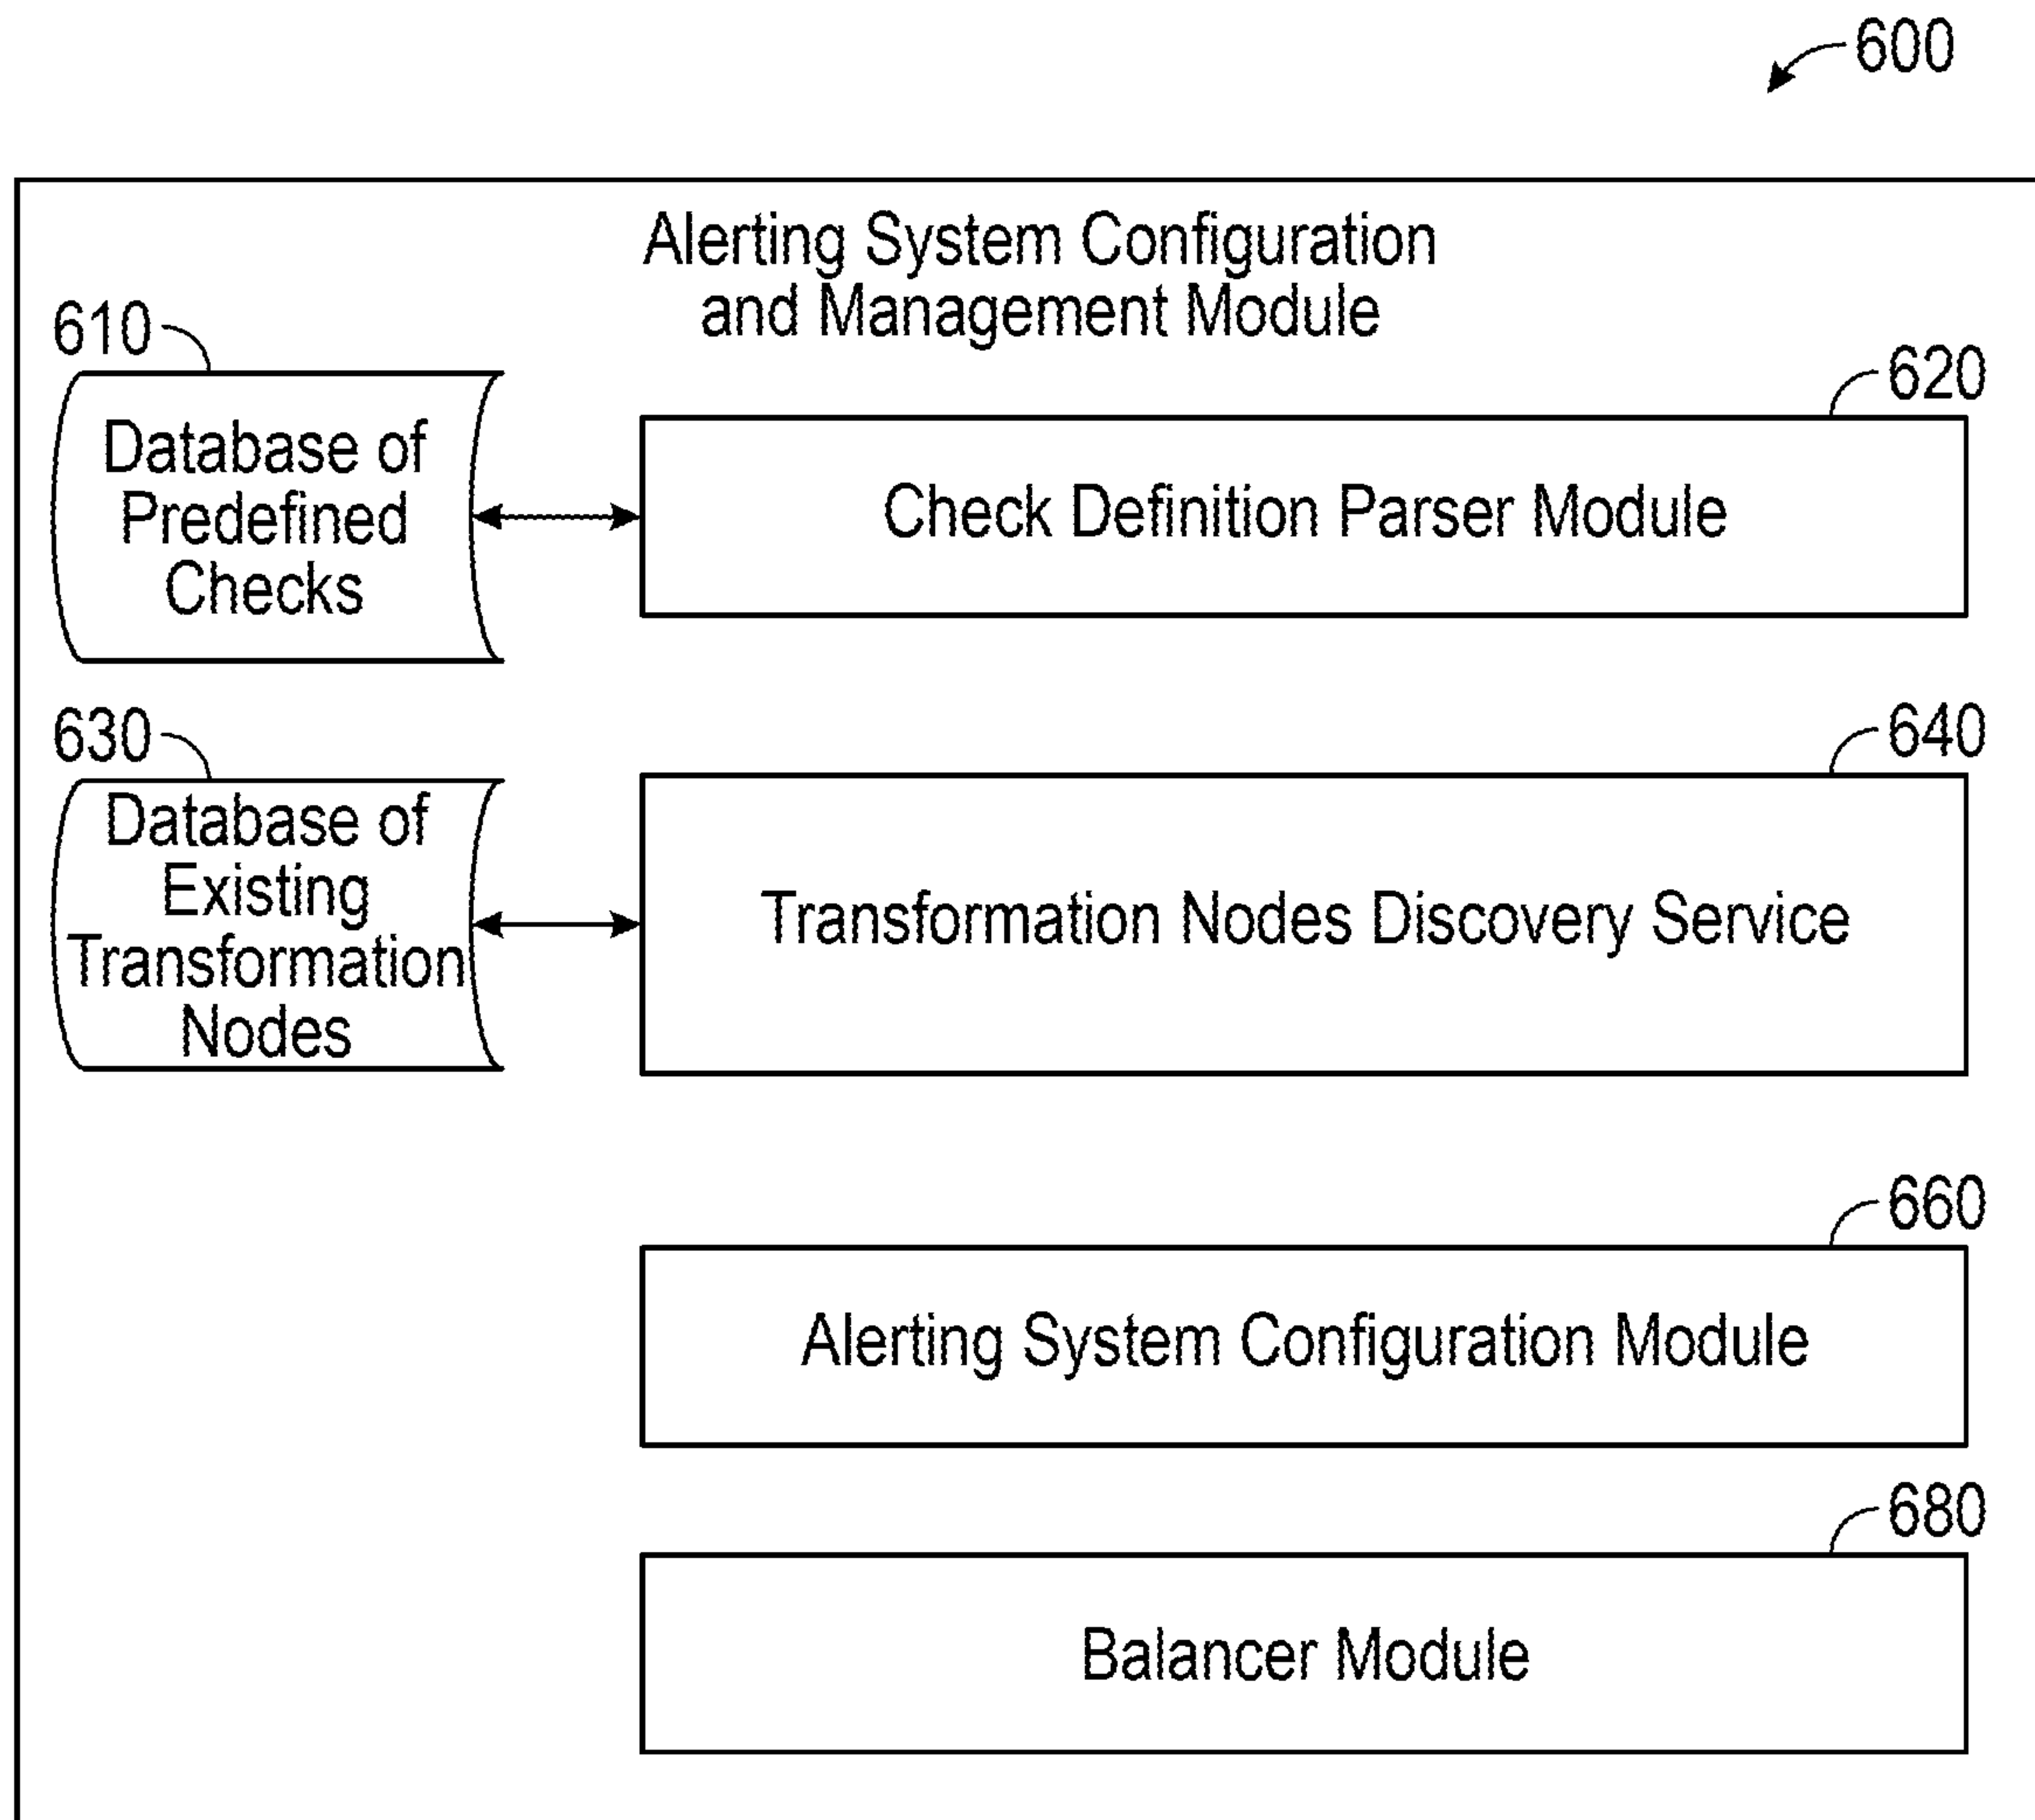 600
Alerting System Configuration
and Management Module
610
Database of
Predefined
Checks
620
Check Definition Parser Module
630
Database of
Existing
Transformation
Nodes
640
Transformation Nodes Discovery Service
660
Alerting System Configuration Module
680
Balancer Module